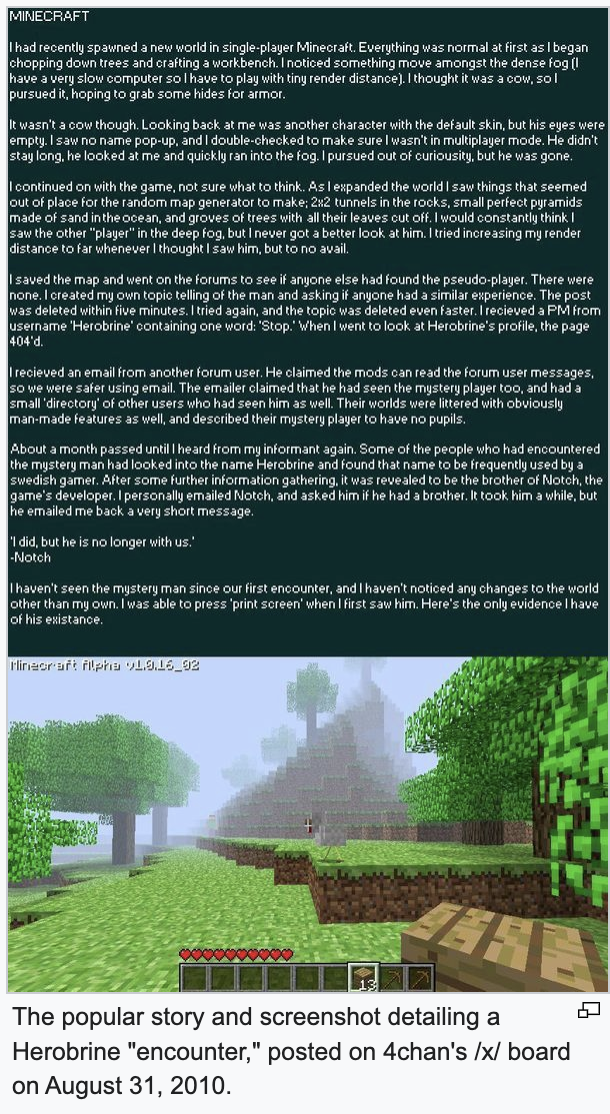 MINECRAFT
I had recently spawned a new world in single-player Minecraft. Everything was normal at first as I began
chopping down trees and crafting a workbench. I noticed something move amongst the dense fog (I
have a very slow computer so I have to play with tiny render distance). I thought it was a cow, so I
pursued it, hoping to grab some hides for armor.
It wasn't a cow though. Looking back at me was another character with the default skin, but his eyes were
empty. I saw no name pop-up, and I double-checked to make sure I wasn't in multiplayer mode. He didn't
stay long, he looked at me and quickly ran into the fog. I pursued out of curiousity, but he was gone.
I continued on with the game, not sure what to think. As I expanded the world I saw things that seemed
out of place for the random map generator to make; 2x2 tunnels in the rocks, small perfect pyramids
made of sand in the ocean, and groves of trees with all their leaves cut off. I would constantly think I
saw the other "player" in the deep fog, but I never got a better look at him. I tried increasing my render
distance to far whenever I thought I saw him, but to no avail.
I saved the map and went on the forums to see if anyone else had found the pseudo-player. There were
none. I created my own topic telling of the man and asking if anyone had a similar experience. The post
was deleted within five minutes. I tried again, and the topic was deleted even faster. I recieved a PM from
username 'Herobrine' containing one word: 'Stop.' When I went to look at Herobrine's profile, the page
404'd.
I recieved an email from another forum user. He claimed the mods can read the forum user messages,
so we were safer using email. The emailer claimed that he had seen the mystery player too, and had a
small 'directory' of other users who had seen him as well. Their worlds were littered with obviously
man-made features as well, and described their mystery player to have no pupils.
About a month passed until I heard from my informant again. Some of the people who had encountered
the mystery man had looked into the name Herobrine and found that name to be frequently used by a
swedish gamer. After some further information gathering, it was revealed to be the brother of Notch, the
game's developer. I personally emailed Notch, and asked him if he had a brother. It took him a while, but
he emailed me back a very short message.
'I did, but he is no longer with us.'
-Notch
I haven't seen the mystery man since our first encounter, and I haven't noticed any changes to the world
other than my own. I was able to press 'print screen' when I first saw him. Here's the only evidence I have
of his existance.
Minecraft Alpha v1.0.16_02
13
The popular story and screenshot detailing a
Herobrine "encounter," posted on 4chan's /x/ board
on August 31, 2010.